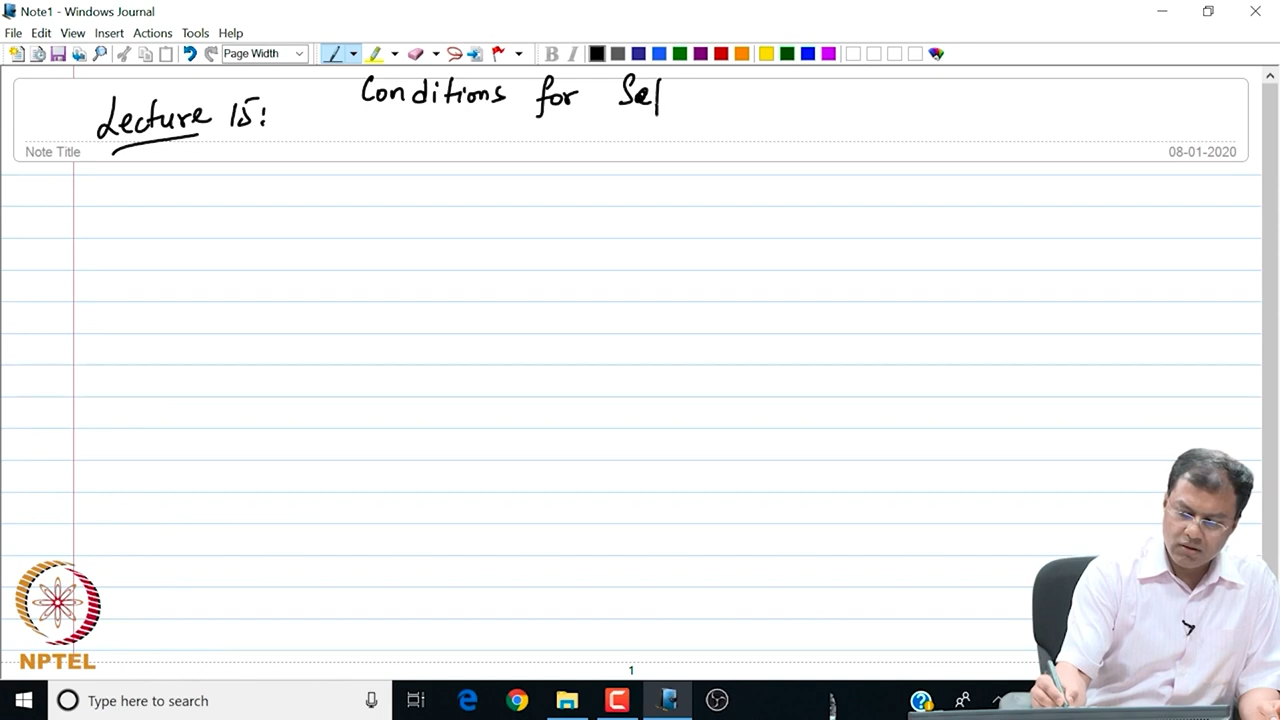 Note1 - Windows Journal
File Edit View Insert Actions Tools Help
Page Width
B I
Conditions for Sel
Lecture 15:
Note Title
08-01-2020
NPTEL
1
Type here to search